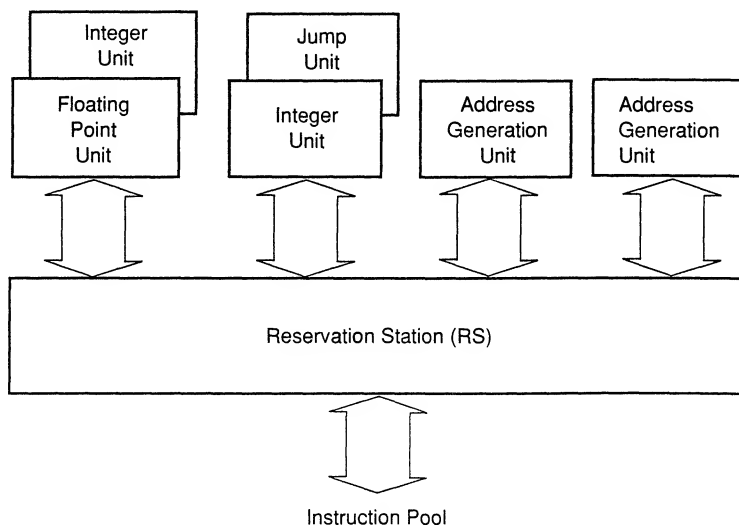 Integer
Unit
Floating
Point
Unit
Jump
Unit
Integer
Unit
Address
Generation
Unit
Address
Generation
Unit
Reservation Station (RS)
Instruction Pool